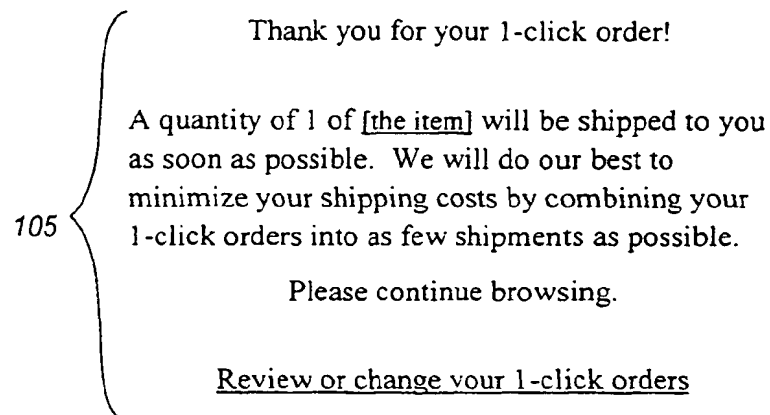 Thank you for your 1-click order!
A quantity of 1 of [the item] will be shipped to you
as soon as possible. We will do our best to
minimize your shipping costs by combining your
105
1-click orders into as few shipments as possible.
Please continue browsing.
Review or change your 1-click orders